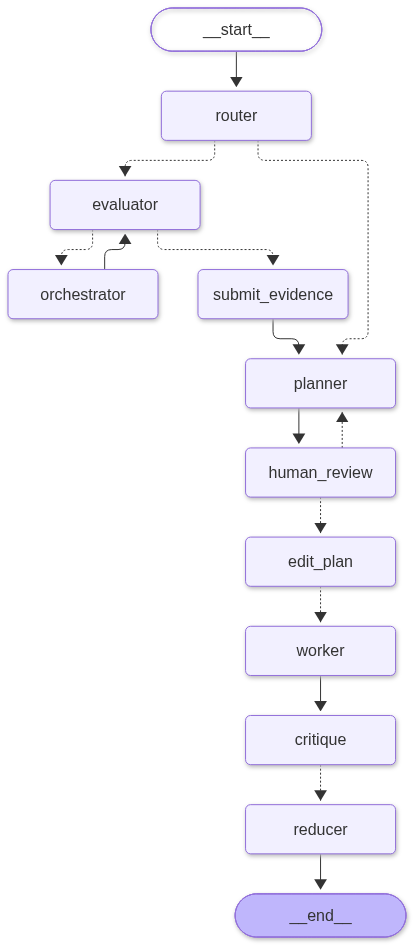 __start__
router
evaluator
orchestrator
submit_evidence
planner
human_review
edit_plan
worker
critique
reducer
__end__